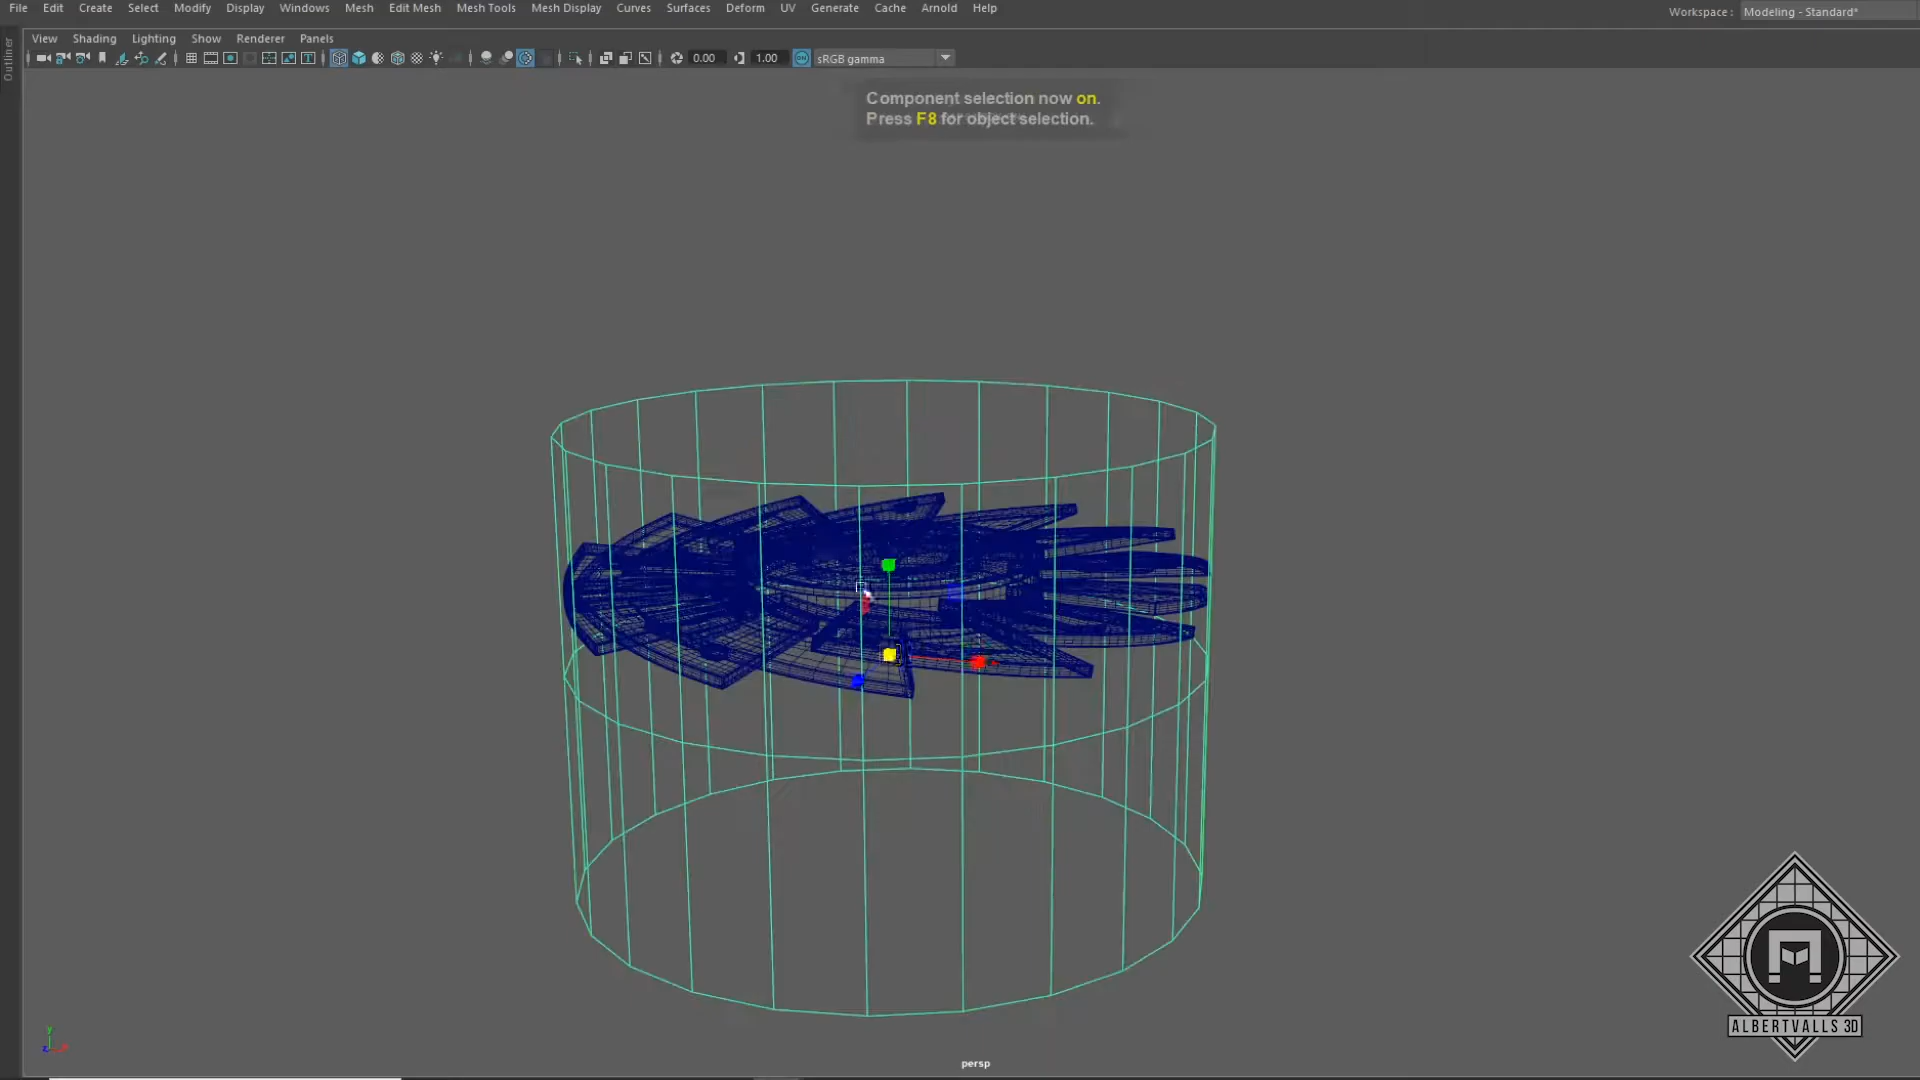 File Edit Create Select Modify Display Windows Mesh Edit Mesh Mesh Tools Mesh Display Curves Surfaces Deform UV Generate Cache Arnold Help
Workspace : Modeling - Standard*
View Shading Lighting Show Renderer Panels
0.00 1.00 ON sRGB gamma
Outliner
Component selection now on.
Press F8 for object selection.
y
z x
persp
ALBERTVALLS 3D